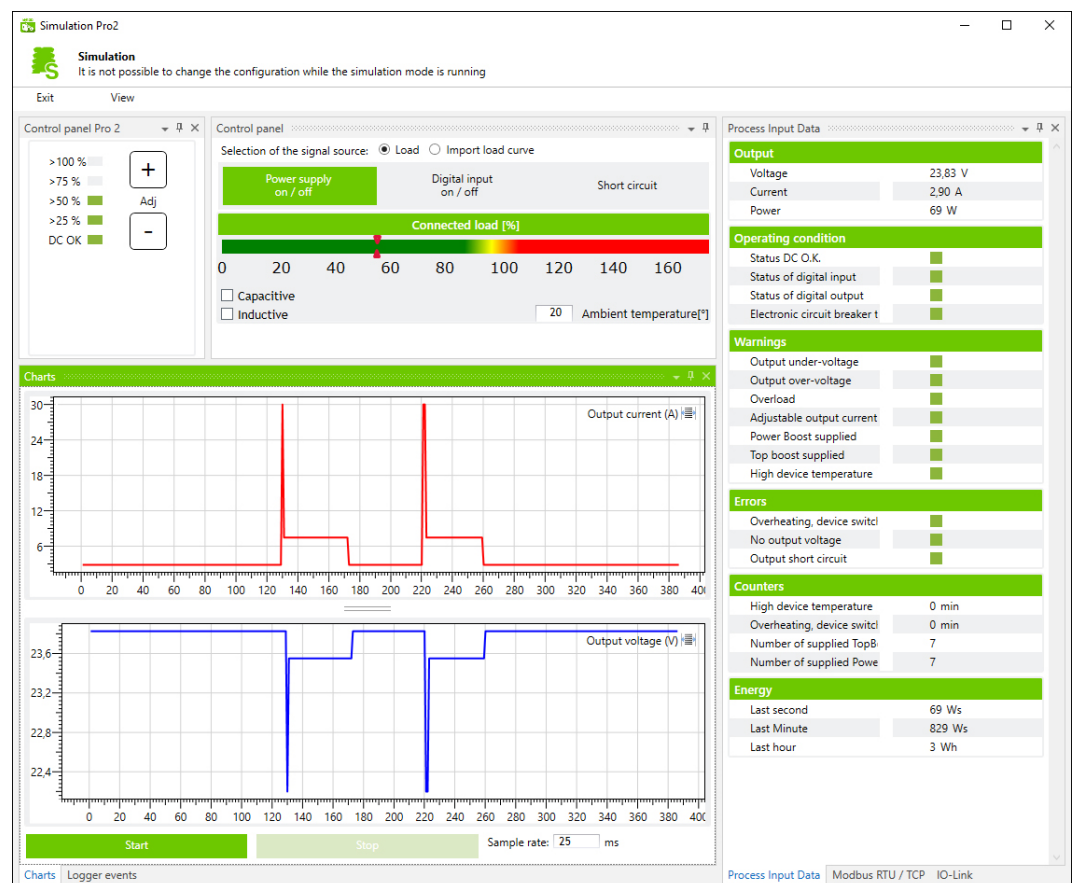 Simulation Pro2
Simulation
It is not possible to change the configuration while the simulation mode is running
Exit View
Control panel Pro 2
>100 %
>75 %
>50 %
>25 %
DC OK
+
Adj
-
Control panel
Selection of the signal source: Load Import load curve
Power supply
on / off
Digital input
on / off
Short circuit
Connected load [%]
0 20 40 60 80 100 120 140 160
Capacitive
Inductive
20 Ambient temperature[°]
Charts
Output current (A)
30
24
18
12
6
0 20 40 60 80 100 120 140 160 180 200 220 240 260 280 300 320 340 360 380 400
Output voltage (V)
23,6
23,2
22,8
22,4
0 20 40 60 80 100 120 140 160 180 200 220 240 260 280 300 320 340 360 380 400
Start Stop Sample rate: 25 ms
Charts Logger events
Process Input Data
Output
Voltage 23,83 V
Current 2,90 A
Power 69 W
Operating condition
Status DC O.K.
Status of digital input
Status of digital output
Electronic circuit breaker t
Warnings
Output under-voltage
Output over-voltage
Overload
Adjustable output current
Power Boost supplied
Top boost supplied
High device temperature
Errors
Overheating, device switcl
No output voltage
Output short circuit
Counters
High device temperature 0 min
Overheating, device switcl 0 min
Number of supplied TopB 7
Number of supplied Powe 7
Energy
Last second 69 Ws
Last Minute 829 Ws
Last hour 3 Wh
Process Input Data Modbus RTU / TCP IO-Link